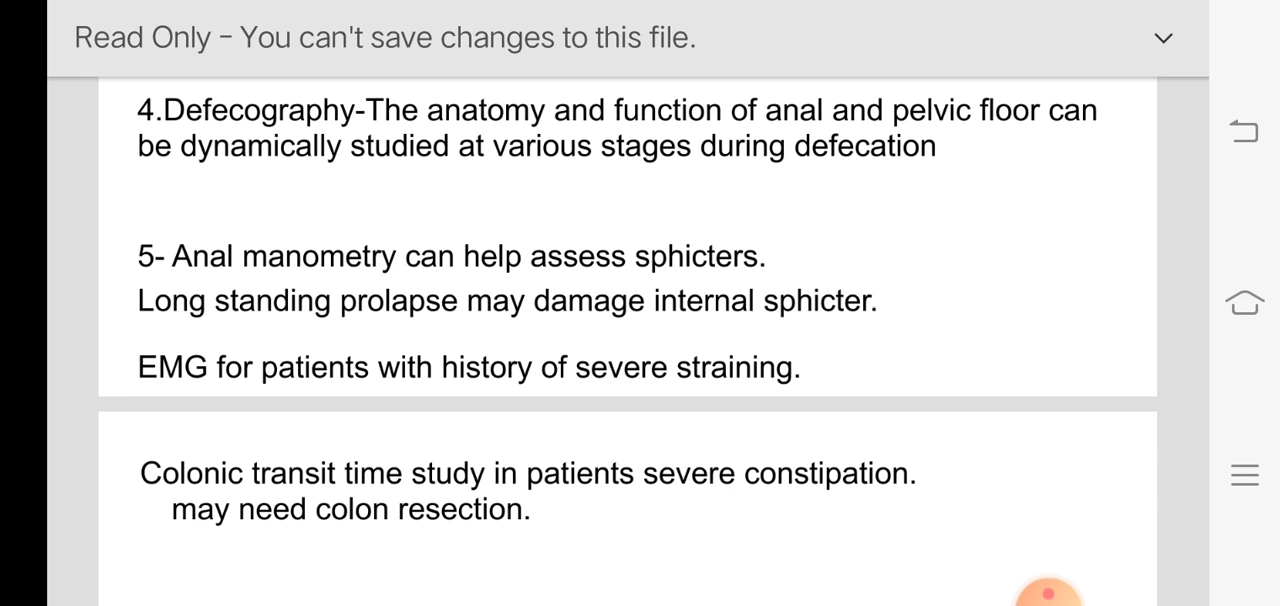 Read Only - You can't save changes to this file.
4.Defecography-The anatomy and function of anal and pelvic floor can
be dynamically studied at various stages during defecation
5- Anal manometry can help assess sphicters.
Long standing prolapse may damage internal sphicter.
EMG for patients with history of severe straining.
Colonic transit time study in patients severe constipation.
may need colon resection.